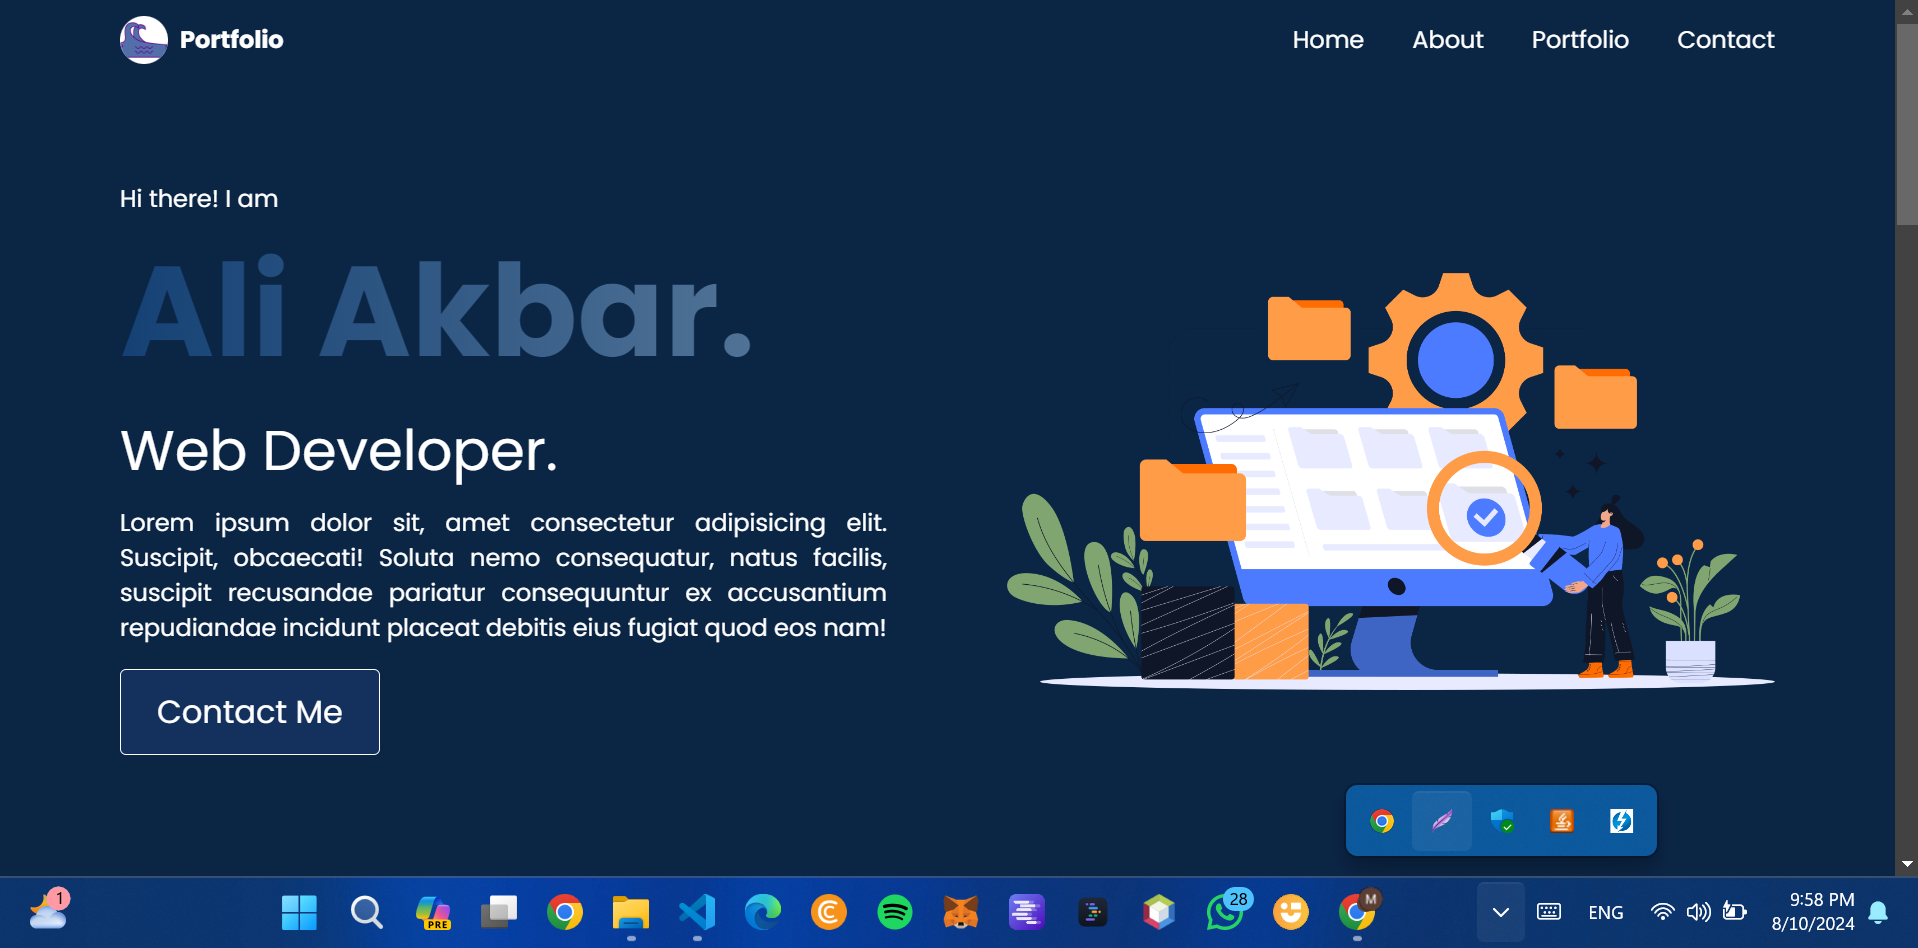 Portfolio
Home About Portfolio Contact
Hi there! I am
Ali Akbar.
Web Developer.
Lorem ipsum dolor sit, amet consectetur adipisicing elit.
Suscipit, obcaecati! Soluta nemo consequatur, natus facilis,
suscipit recusandae pariatur consequuntur ex accusantium
repudiandae incidunt placeat debitis eius fugiat quod eos nam!
Contact Me
1
PRE
28
M
ENG
9:58 PM
8/10/2024